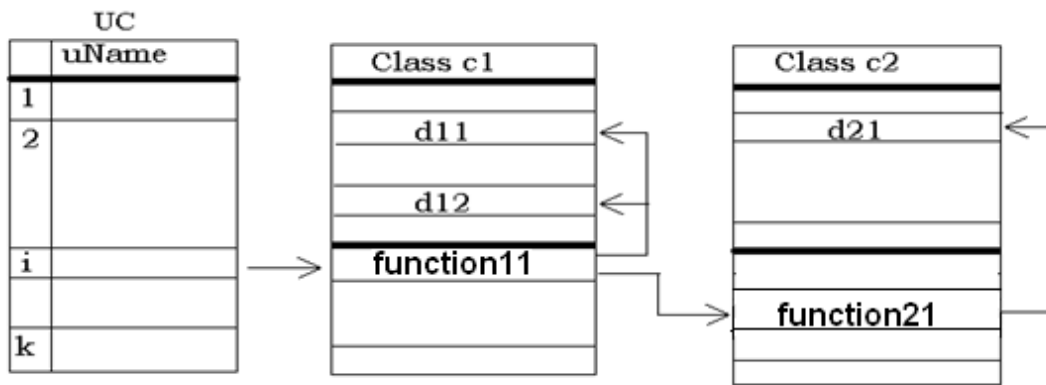 UC
uName
1
2
i
k
Class c1
d11
d12
function11
Class c2
d21
function21